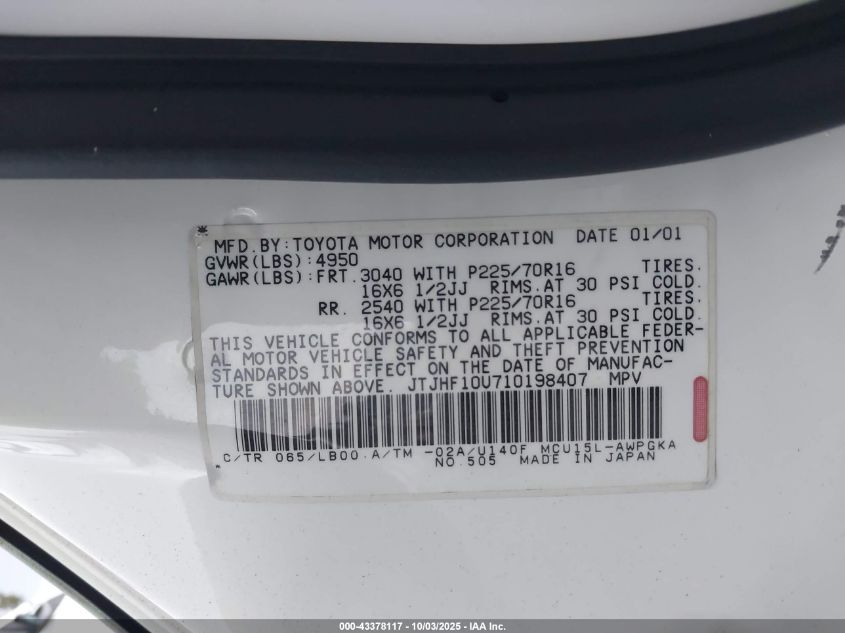 MFD.BY:TOYOTA MOTOR CORPORATION DATE 01/01
GVWR(LBS):4950
GAWR(LBS):FRT.3040 WITH P225/70R16 TIRES.
16X6 1/2JJ RIMS.AT 30 PSI COLD.
RR. 2540 WITH P225/70R16 TIRES.
16X6 1/2JJ RIMS.AT 30 PSI COLD.
THIS VEHICLE CONFORMS TO ALL APPLICABLE FEDER-
AL MOTOR VEHICLE SAFETY AND THEFT PREVENTION
STANDARDS IN EFFECT ON THE DATE OF MANUFAC-
TURE SHOWN ABOVE. JTJHF10U710198407 MPV
C/TR 065/LB00 A/TM -02A/U140F MCU15L-AWPGKA
NO.505 MADE IN JAPAN
000-43378117 - 10/03/2025 - IAA Inc.